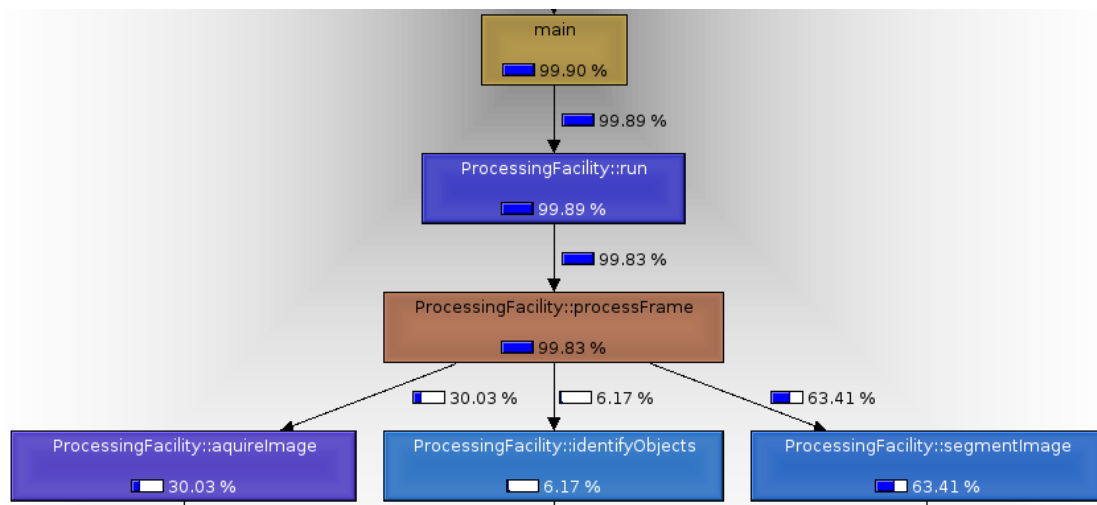 main
99.90 %
99.89 %
ProcessingFacility::run
99.89 %
99.83 %
ProcessingFacility::processFrame
99.83 %
30.03 %
6.17 %
63.41 %
ProcessingFacility::aquireImage
30.03 %
ProcessingFacility::identifyObjects
6.17 %
ProcessingFacility::segmentImage
63.41 %